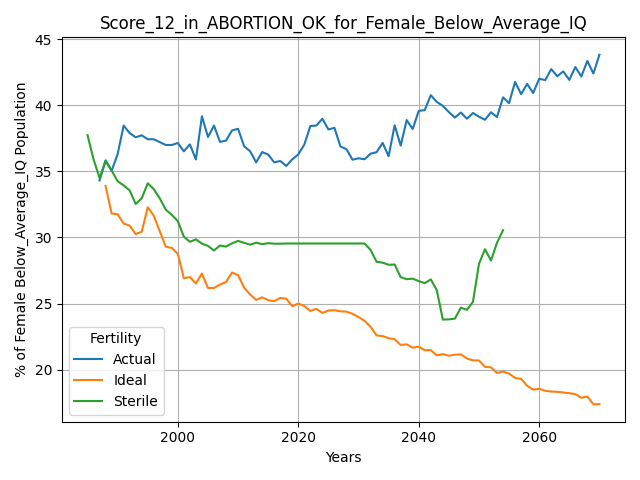 Score_12_in_ABORTION_OK_for_Female_Below_Average_IQ
% of Female Below_Average_IQ Population
45
40
35
30
25
20
Fertility
Actual
Ideal
Sterile
2000 2020 2040 2060
Years